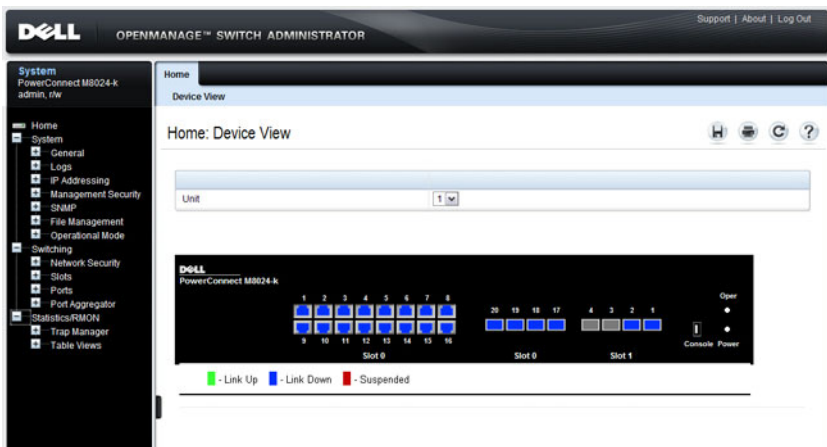 DELL OPENMANAGE™ SWITCH ADMINISTRATOR
Support | About | Log Out
System
PowerConnect M8024-k
admin, r/w
Home
System
General
Logs
IP Addressing
Management Security
SNMP
File Management
Operational Mode
Switching
Network Security
Slots
Ports
Port Aggregator
Statistics/RMON
Trap Manager
Table Views
Home
Device View
Home: Device View
?
Unit 1
DELL
PowerConnect M8024-k
1 2 3 4 5 6 7 8
20 19 18 17
4 3 2 1
Oper
9 10 11 12 13 14 15 16
Console Power
Slot 0 Slot 0 Slot 1
- Link Up - Link Down - Suspended